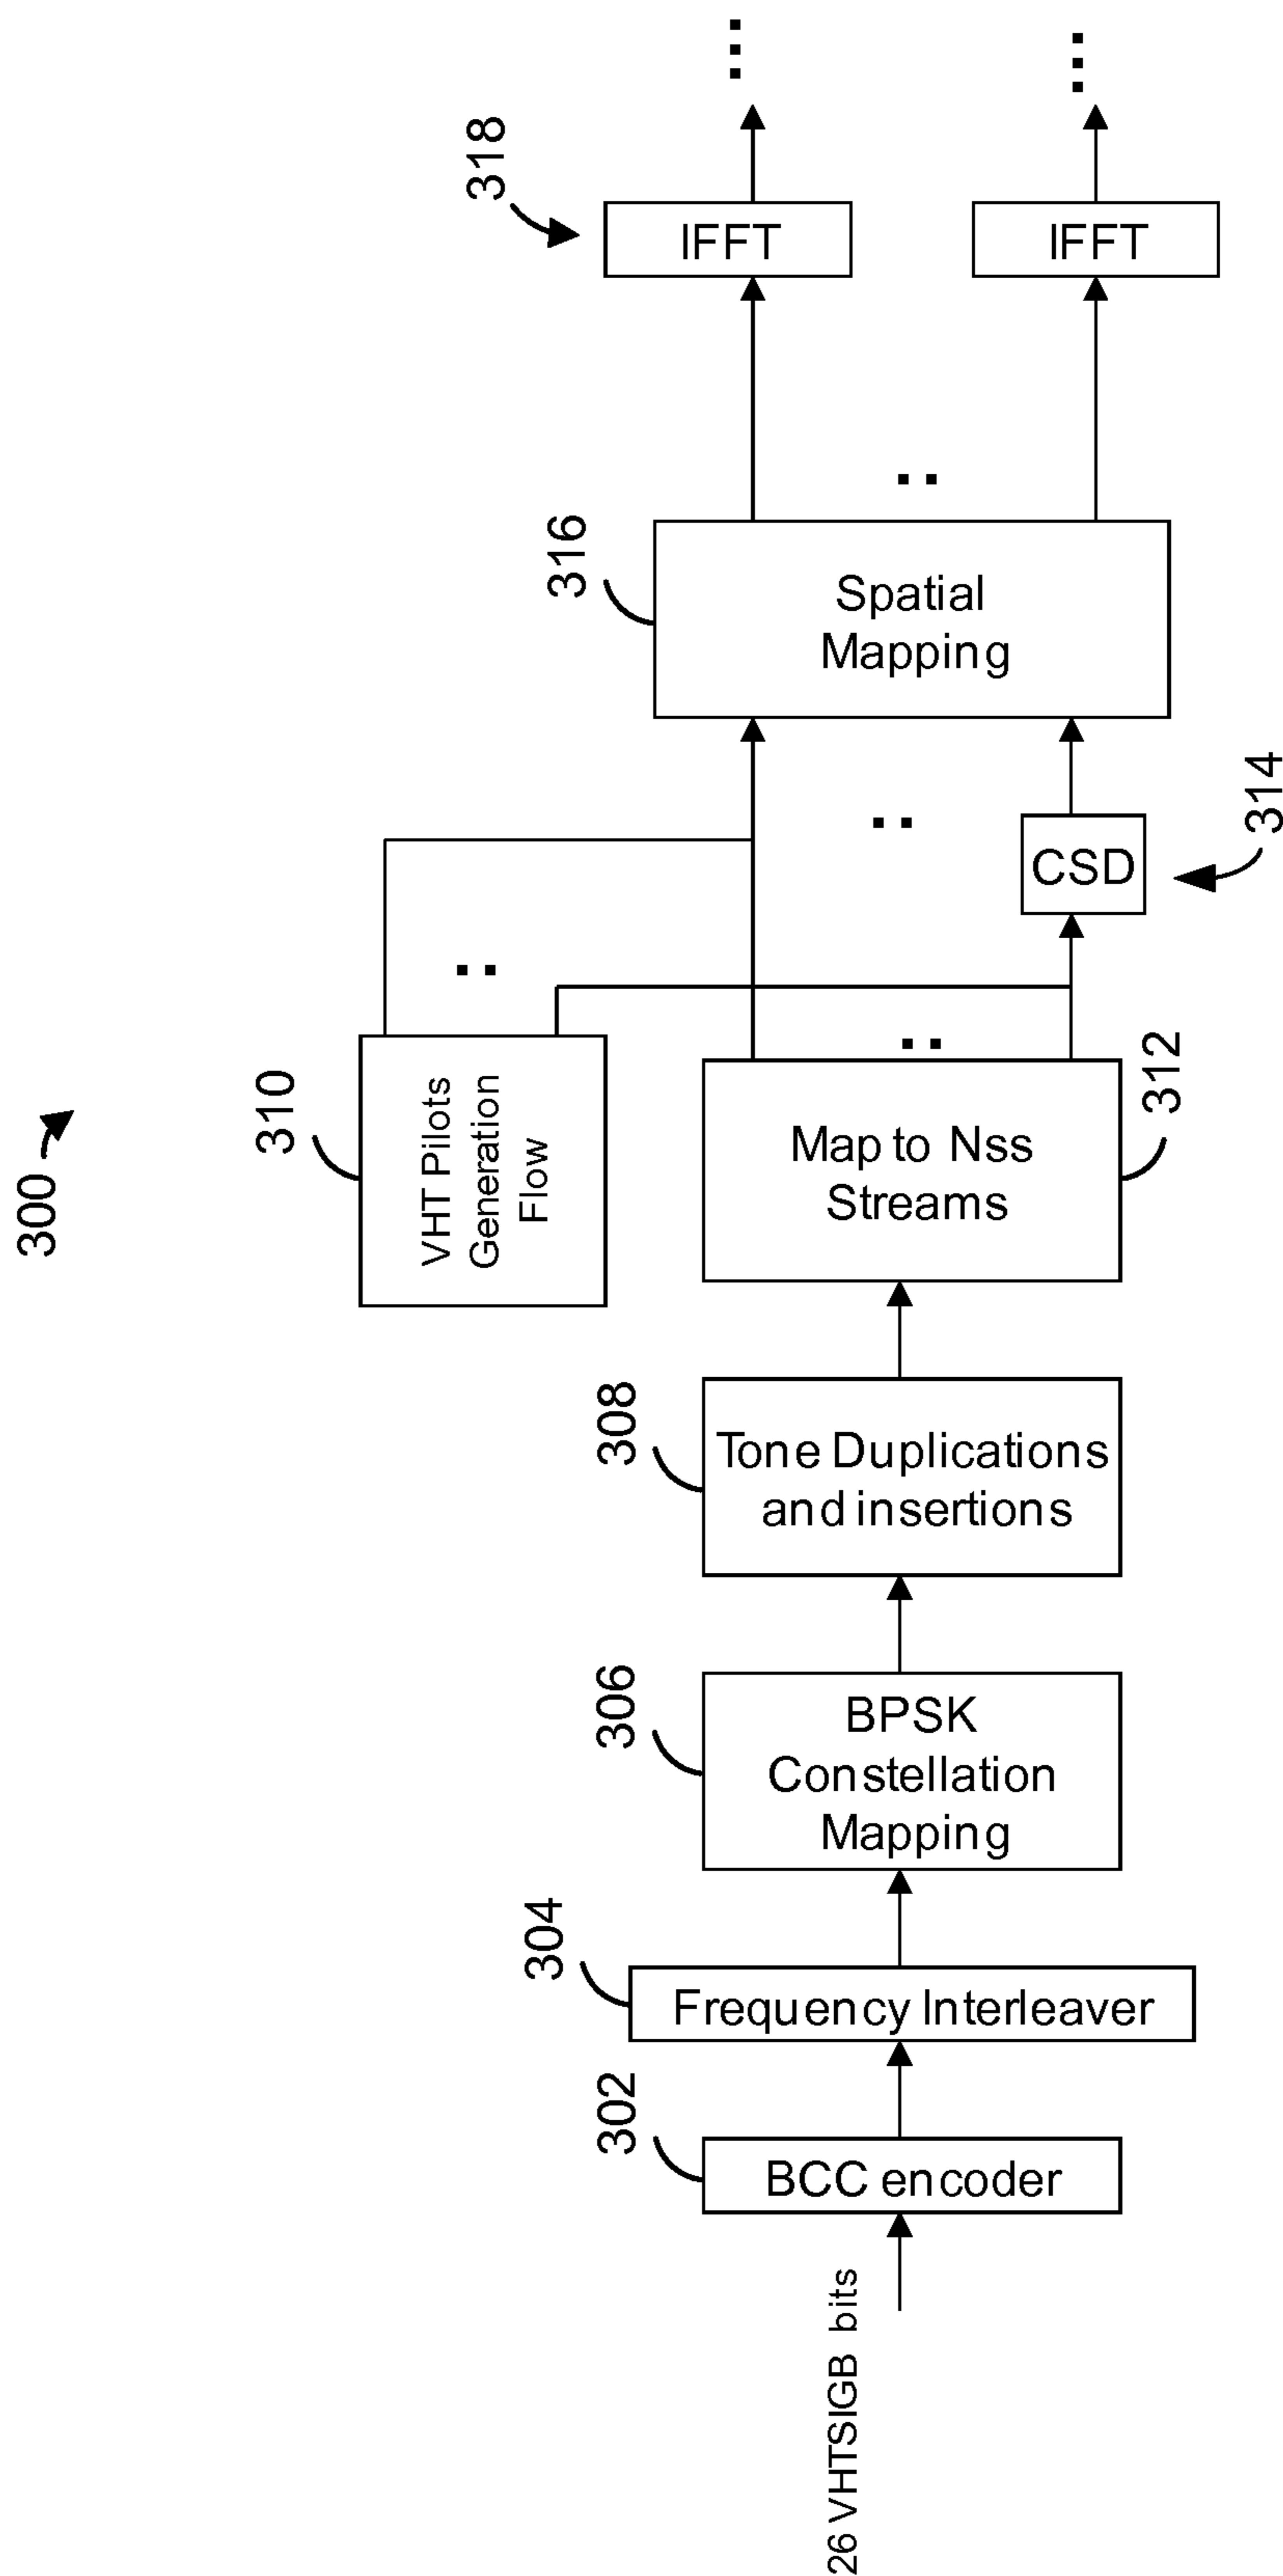 300
26 VHTSIGB bits
302
BCC encoder
304
Frequency Interleaver
306
BPSK
Constellation
Mapping
308
Tone Duplications
and insertions
310
VHT Pilots
Generation
Flow
312
Map to Nss
Streams
314
CSD
316
Spatial
Mapping
318
IFFT
IFFT